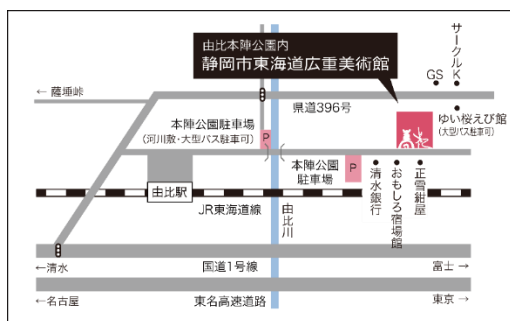 由比本陣公園内
静岡市東海道広重美術館
サークルK
GS
← 薩埵峠
県道396号
ゆい桜えび館
(大型バス駐車可)
本陣公園駐車場
(河川敷・大型バス駐車可)
P
本陣公園
駐車場
P
清水銀行
おもしろ宿場館
正雪紺屋
由比駅
JR東海道線
由比川
←清水
国道1号線
富士→
←名古屋
東名高速道路
東京→